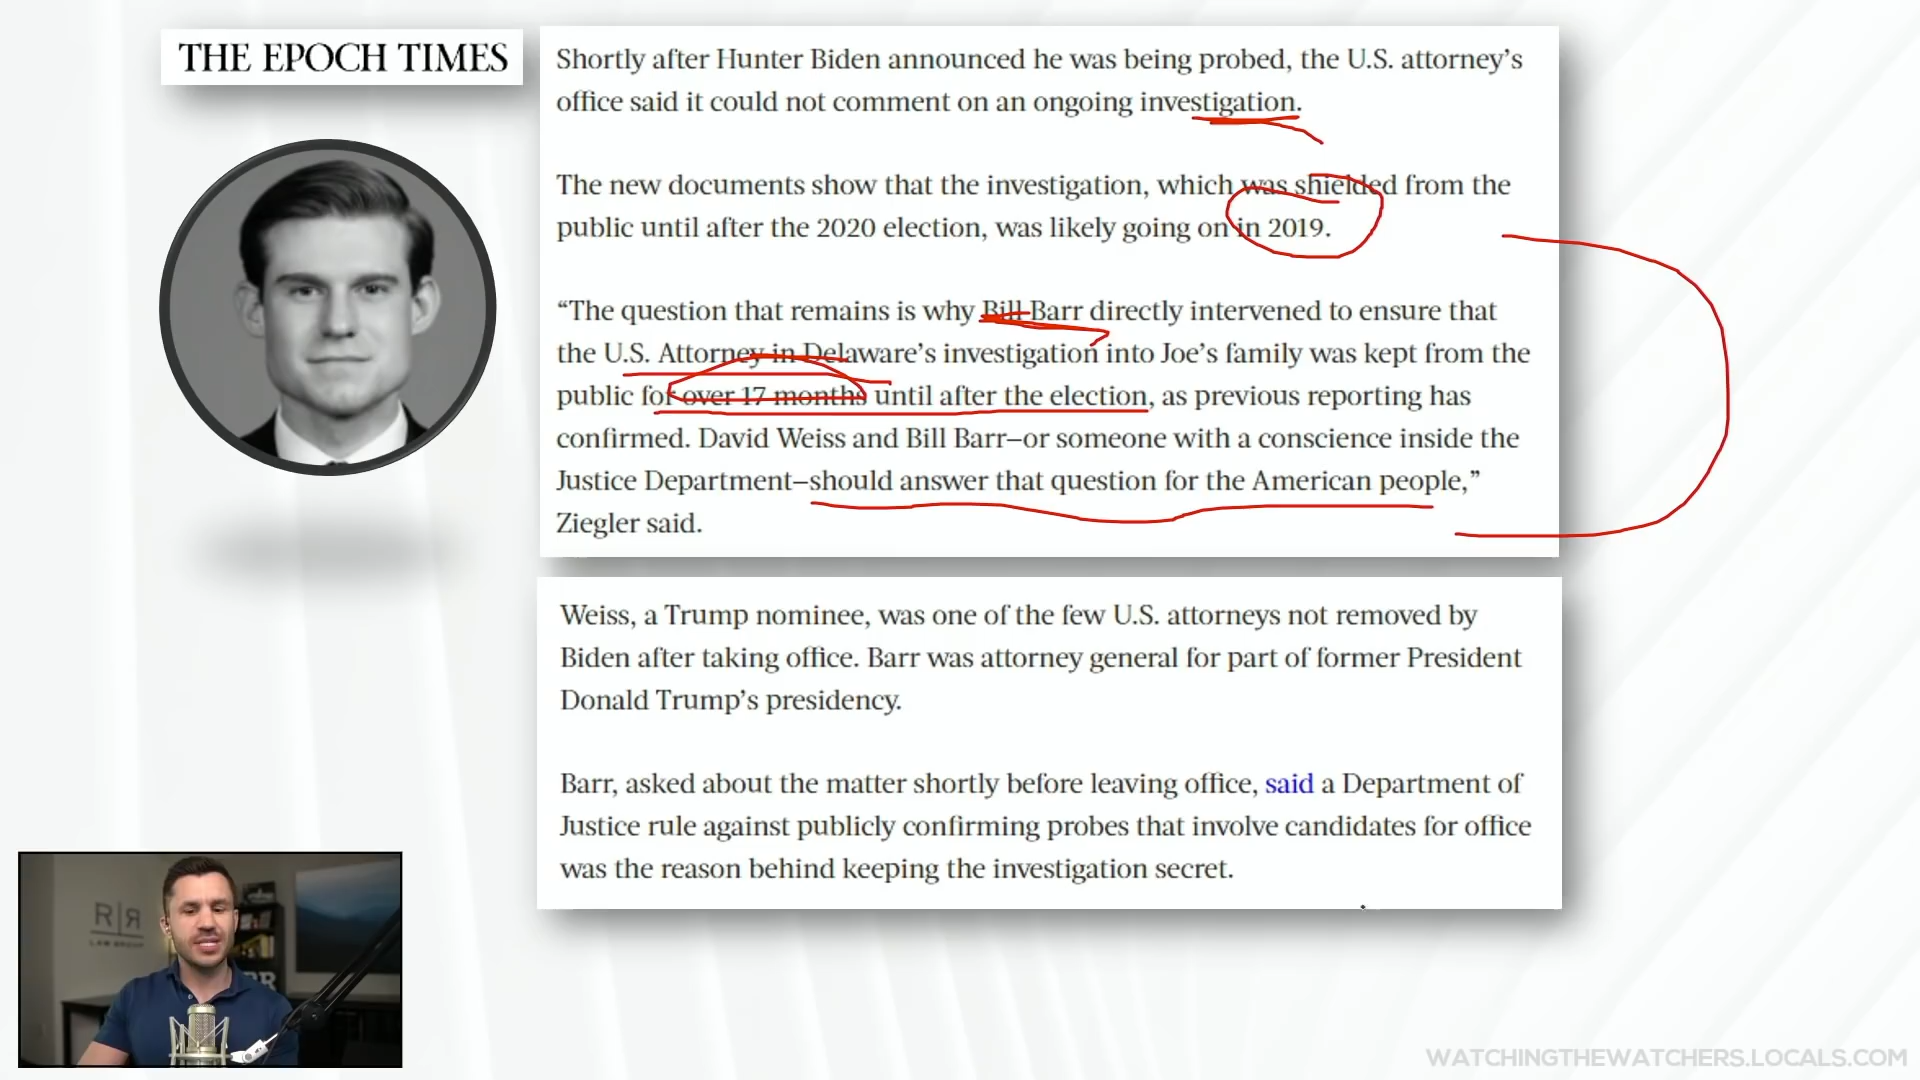 THE EPOCH TIMES
Shortly after Hunter Biden announced he was being probed, the U.S. attorney’s
office said it could not comment on an ongoing investigation.
The new documents show that the investigation, which was shielded from the
public until after the 2020 election, was likely going on in 2019.
“The question that remains is why Bill Barr directly intervened to ensure that
the U.S. Attorney in Delaware’s investigation into Joe’s family was kept from the
public for over 17 months until after the election, as previous reporting has
confirmed. David Weiss and Bill Barr—or someone with a conscience inside the
Justice Department—should answer that question for the American people,”
Ziegler said.
Weiss, a Trump nominee, was one of the few U.S. attorneys not removed by
Biden after taking office. Barr was attorney general for part of former President
Donald Trump’s presidency.
Barr, asked about the matter shortly before leaving office, said a Department of
Justice rule against publicly confirming probes that involve candidates for office
was the reason behind keeping the investigation secret.
R|R
LAW GROUP
WATCHINGTHEWATCHERS.LOCALS.COM